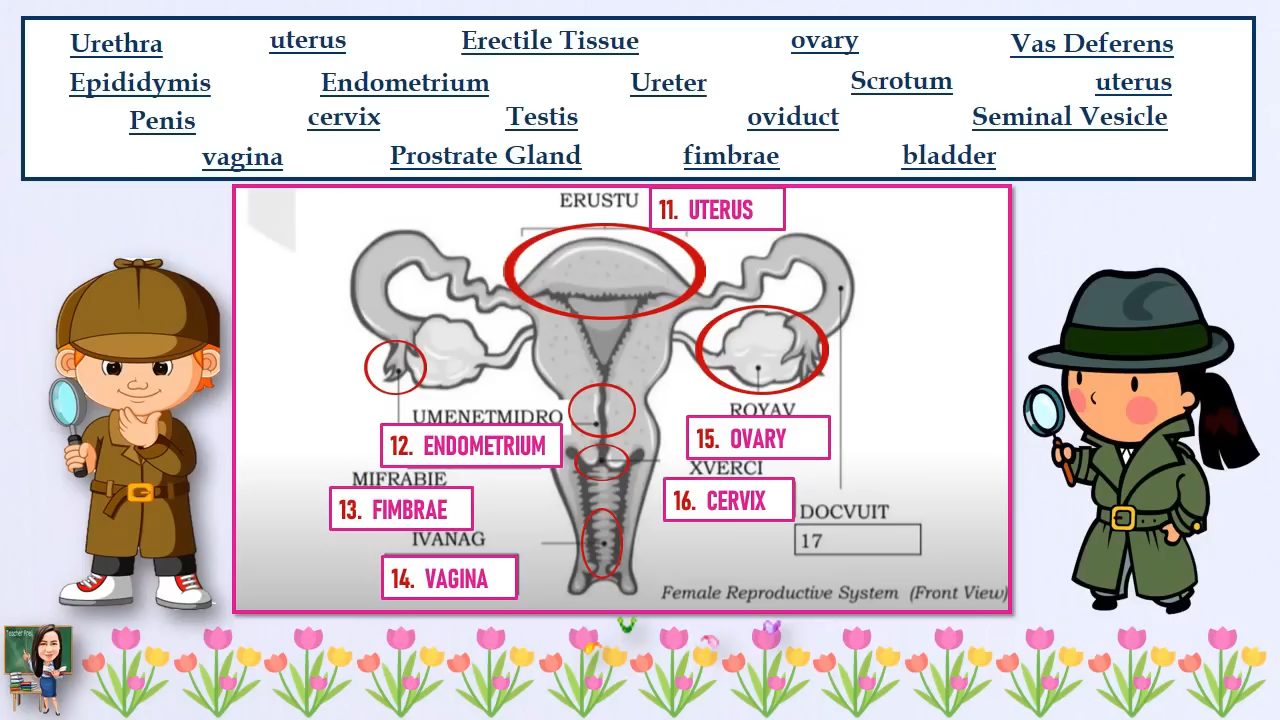 Urethra uterus Erectile Tissue ovary Vas Deferens
Epididymis Endometrium Ureter Scrotum uterus
Penis cervix Testis oviduct Seminal Vesicle
vagina Prostrate Gland fimbrae bladder
ERUSTU
11. UTERUS
UMENETMIDRO
12. ENDOMETRIUM
ROYAV
15. OVARY
MIFRABIE
13. FIMBRAE
XVERCI
16. CERVIX
IVANAG
14. VAGINA
DOCVUIT
17
Female Reproductive System (Front View)